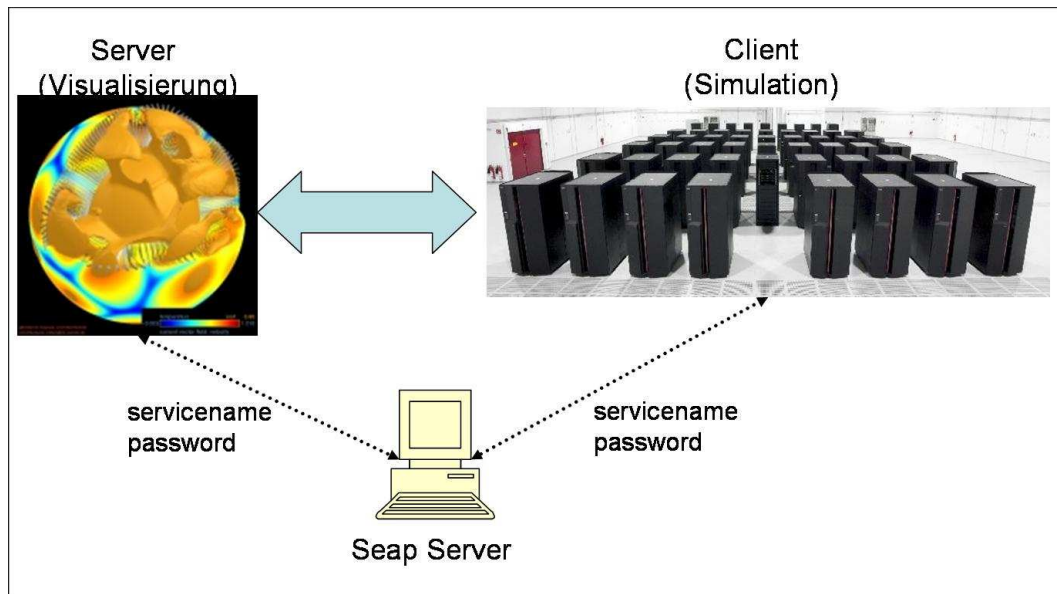 Server
(Visualisierung)
Client
(Simulation)
servicename
password
servicename
password
Seap Server